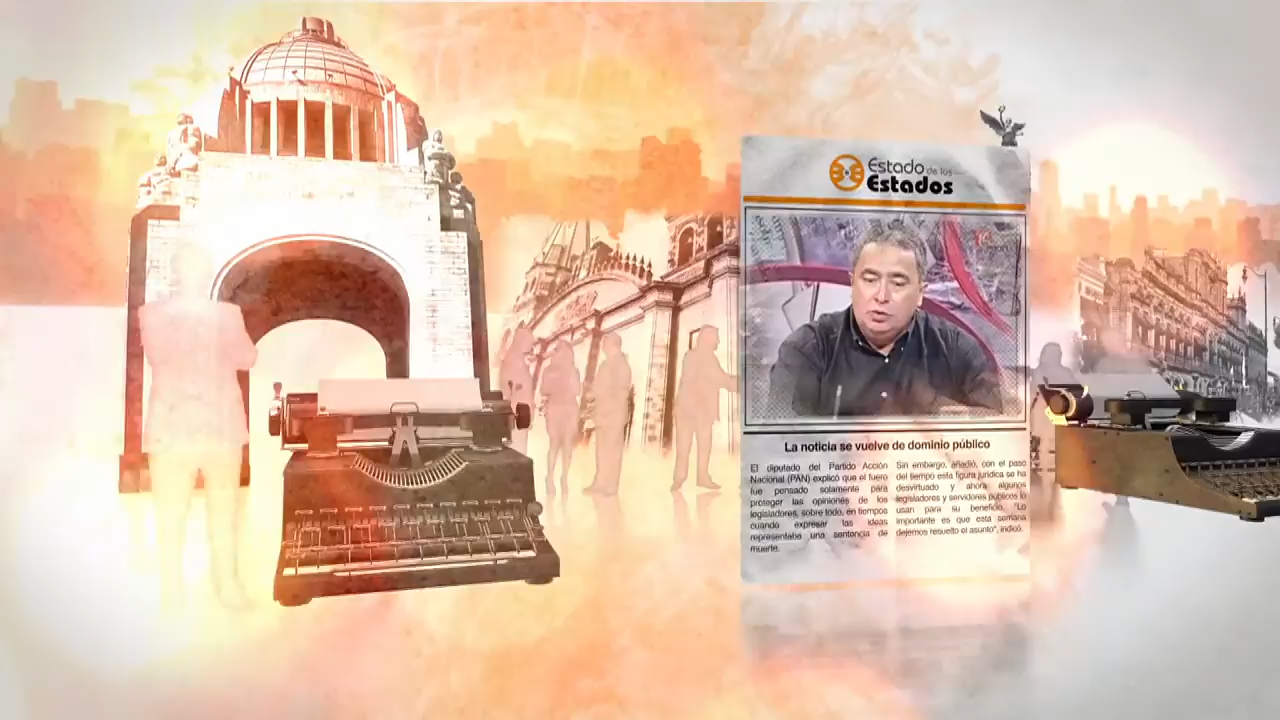 Estado de los
Estados
La noticia se vuelve de dominio público
El diputado del Partido Acción
Nacional (PAN) explicó que el fuero
fue pensado solamente para
proteger las opiniones de los
legisladores, sobre todo, en tiempos
cuando expresar las ideas
representaba una sentencia de
muerte.
Sin embargo, añadió, con el paso
del tiempo esta figura jurídica se ha
desvirtuado y ahora algunos
legisladores y servidores públicos lo
usan para su beneficio. "Lo
importante es que esta semana
dejemos resuelto el asunto", indicó.